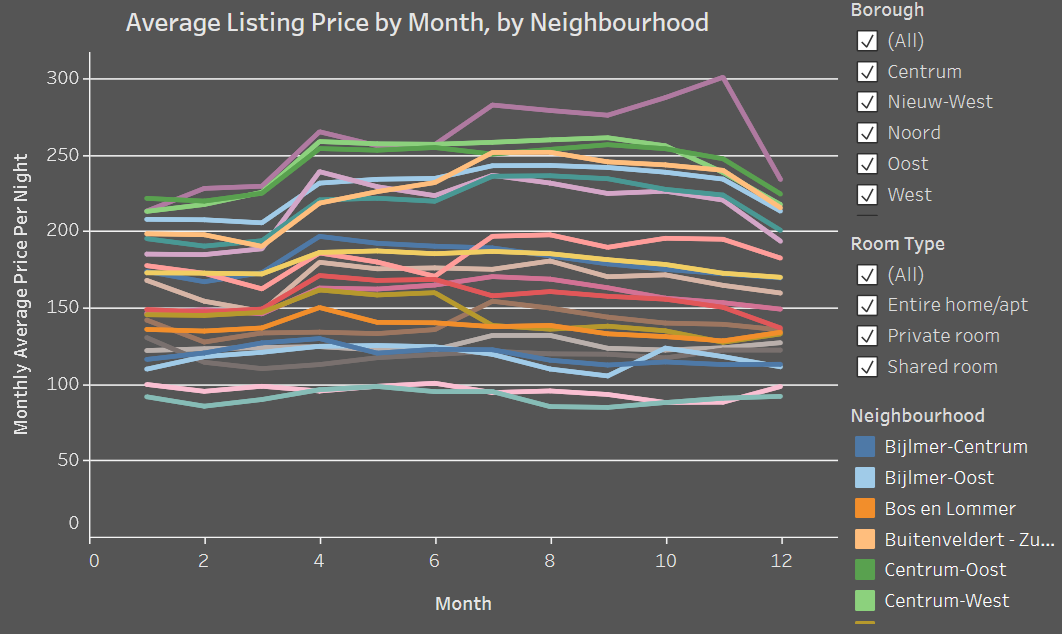 Average Listing Price by Month, by Neighbourhood
Monthly Average Price Per Night
300
250
200
150
100
50
0
0 2 4 6 8 10 12
Month
Borough
(All)
Centrum
Nieuw-West
Noord
Oost
West
Room Type
(All)
Entire home/apt
Private room
Shared room
Neighbourhood
Bijlmer-Centrum
Bijlmer-Oost
Bos en Lommer
Buitenveldert - Zu...
Centrum-Oost
Centrum-West